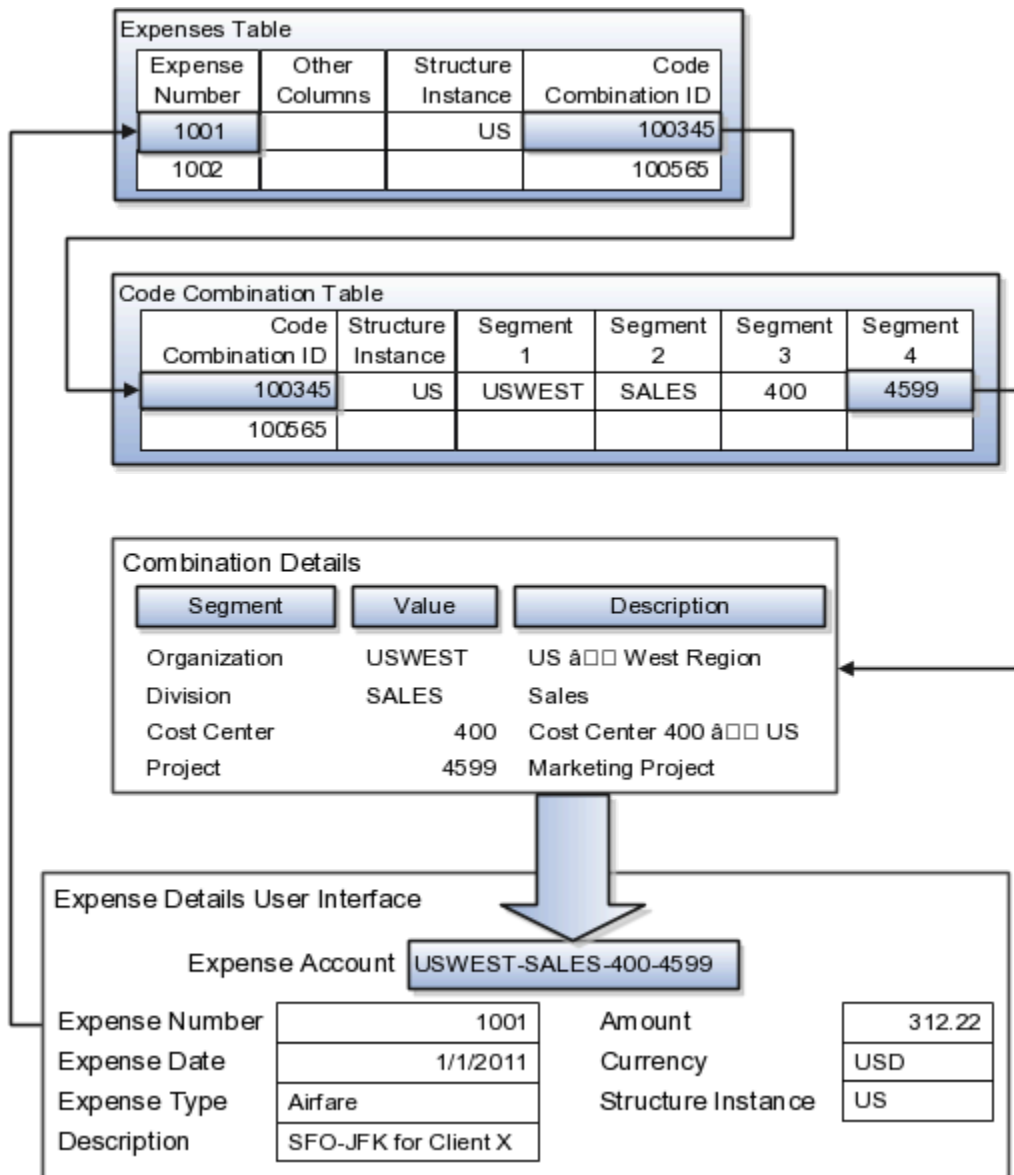 Expenses Table
Expense Number Other Columns Structure Instance Code Combination ID
1001 US 100345
1002 100565
Code Combination Table
Code Combination ID Structure Instance Segment 1 Segment 2 Segment 3 Segment 4
100345 US USWEST SALES 400 4599
100565
Combination Details
Segment Value Description
Organization USWEST US â□□ West Region
Division SALES Sales
Cost Center 400 Cost Center 400 â□□ US
Project 4599 Marketing Project
Expense Details User Interface
Expense Account USWEST-SALES-400-4599
Expense Number 1001 Amount 312.22
Expense Date 1/1/2011 Currency USD
Expense Type Airfare Structure Instance US
Description SFO-JFK for Client X